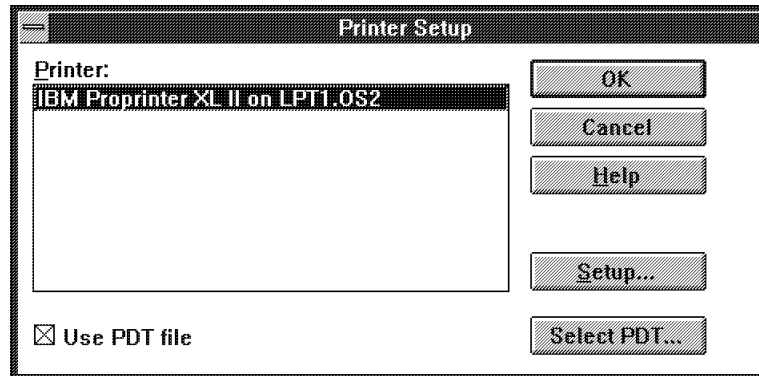 Printer Setup
Printer:
IBM Proprinter XL II on LPT1.OS2
OK
Cancel
Help
Setup...
Use PDT file
Select PDT...